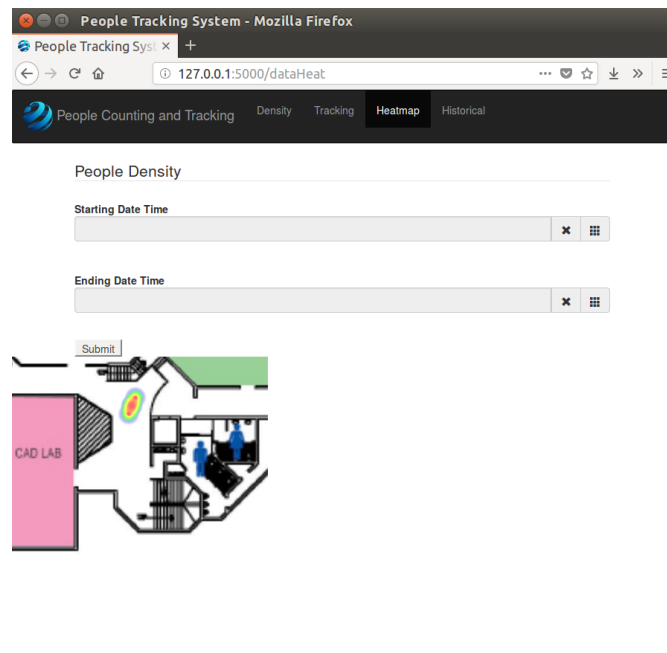 People Tracking System - Mozilla Firefox
People Tracking Syst
127.0.0.1:5000/dataHeat
People Counting and Tracking Density Tracking Heatmap Historical
People Density
Starting Date Time
Ending Date Time
Submit
CAD LAB